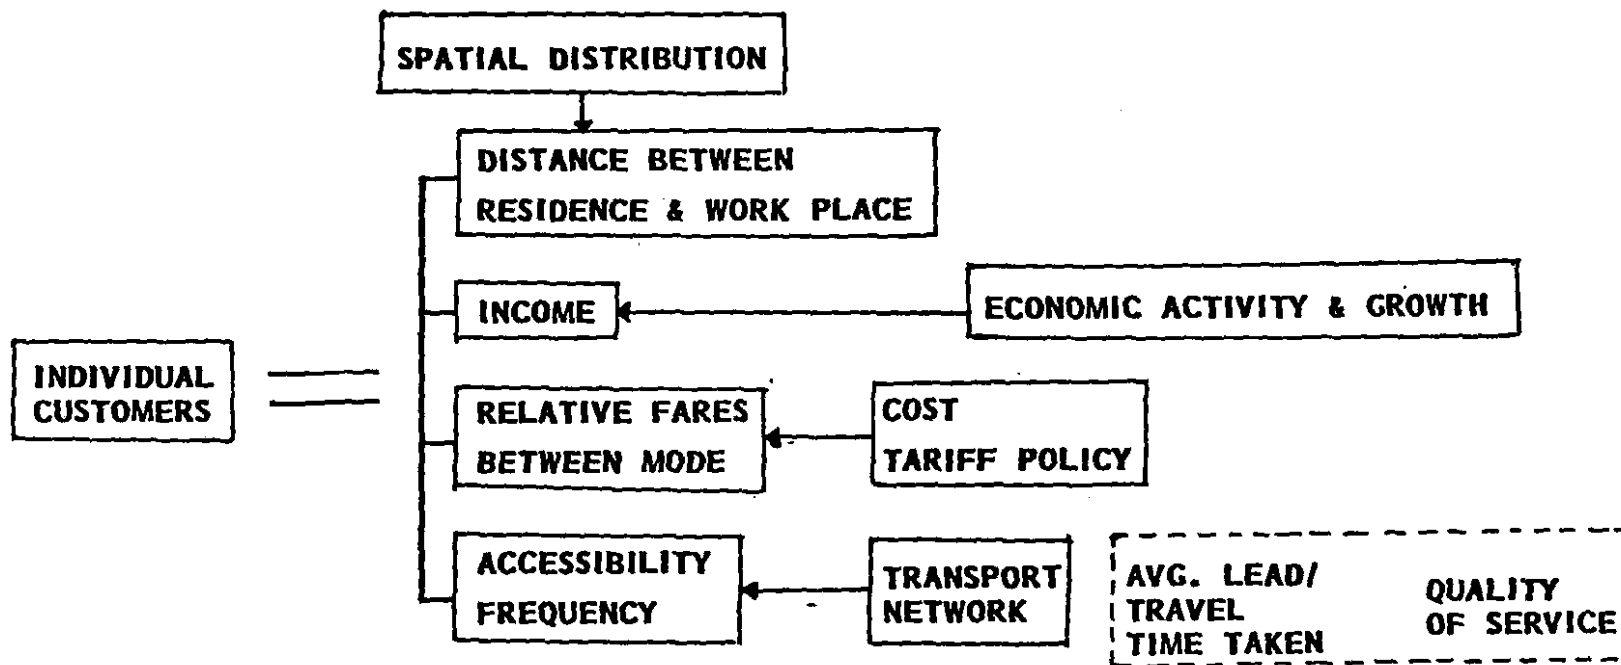 SPATIAL DISTRIBUTION
DISTANCE BETWEEN
RESIDENCE & WORK PLACE
INCOME
ECONOMIC ACTIVITY & GROWTH
INDIVIDUAL
CUSTOMERS
RELATIVE FARES
BETWEEN MODE
COST
TARIFF POLICY
ACCESSIBILITY
FREQUENCY
TRANSPORT
NETWORK
AVG. LEAD/
TRAVEL
TIME TAKEN
QUALITY
OF SERVICE